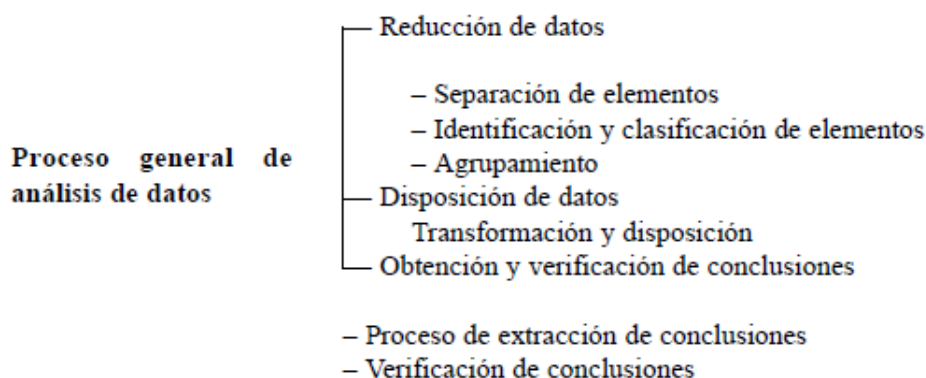 Reducción de datos
– Separación de elementos
– Identificación y clasificación de elementos
– Agrupamiento
Proceso general de
análisis de datos
Disposición de datos
Transformación y disposición
Obtención y verificación de conclusiones
– Proceso de extracción de conclusiones
– Verificación de conclusiones